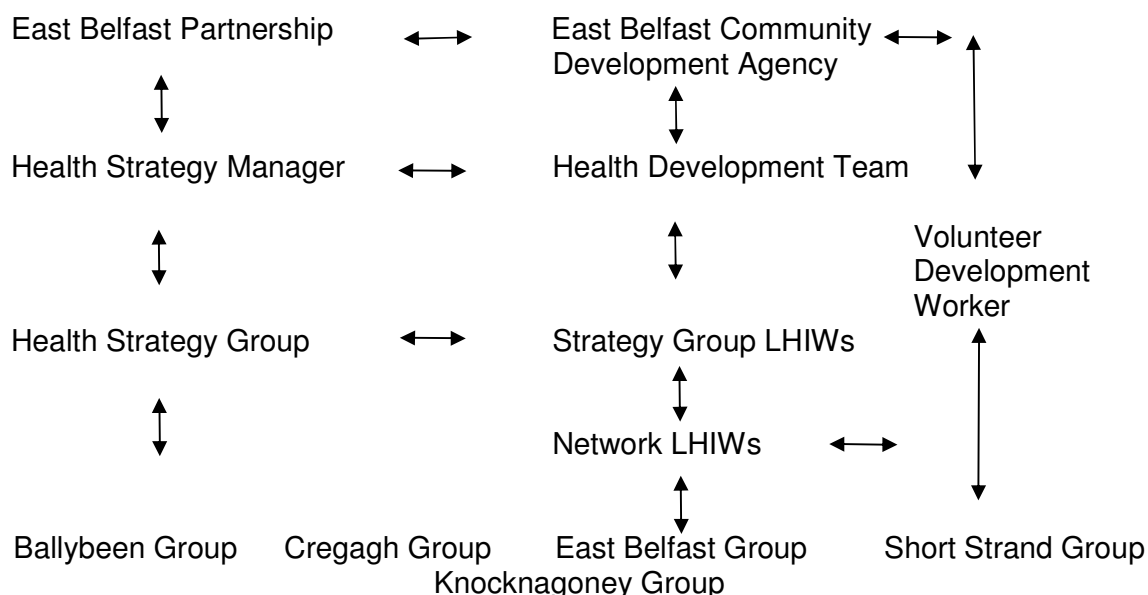 East Belfast Partnership
East Belfast Community
Development Agency
Health Strategy Manager
Health Development Team
Volunteer
Development
Worker
Health Strategy Group
Strategy Group LHIWs
Network LHIWs
Ballybeen Group
Cregagh Group
East Belfast Group
Short Strand Group
Knocknagoney Group